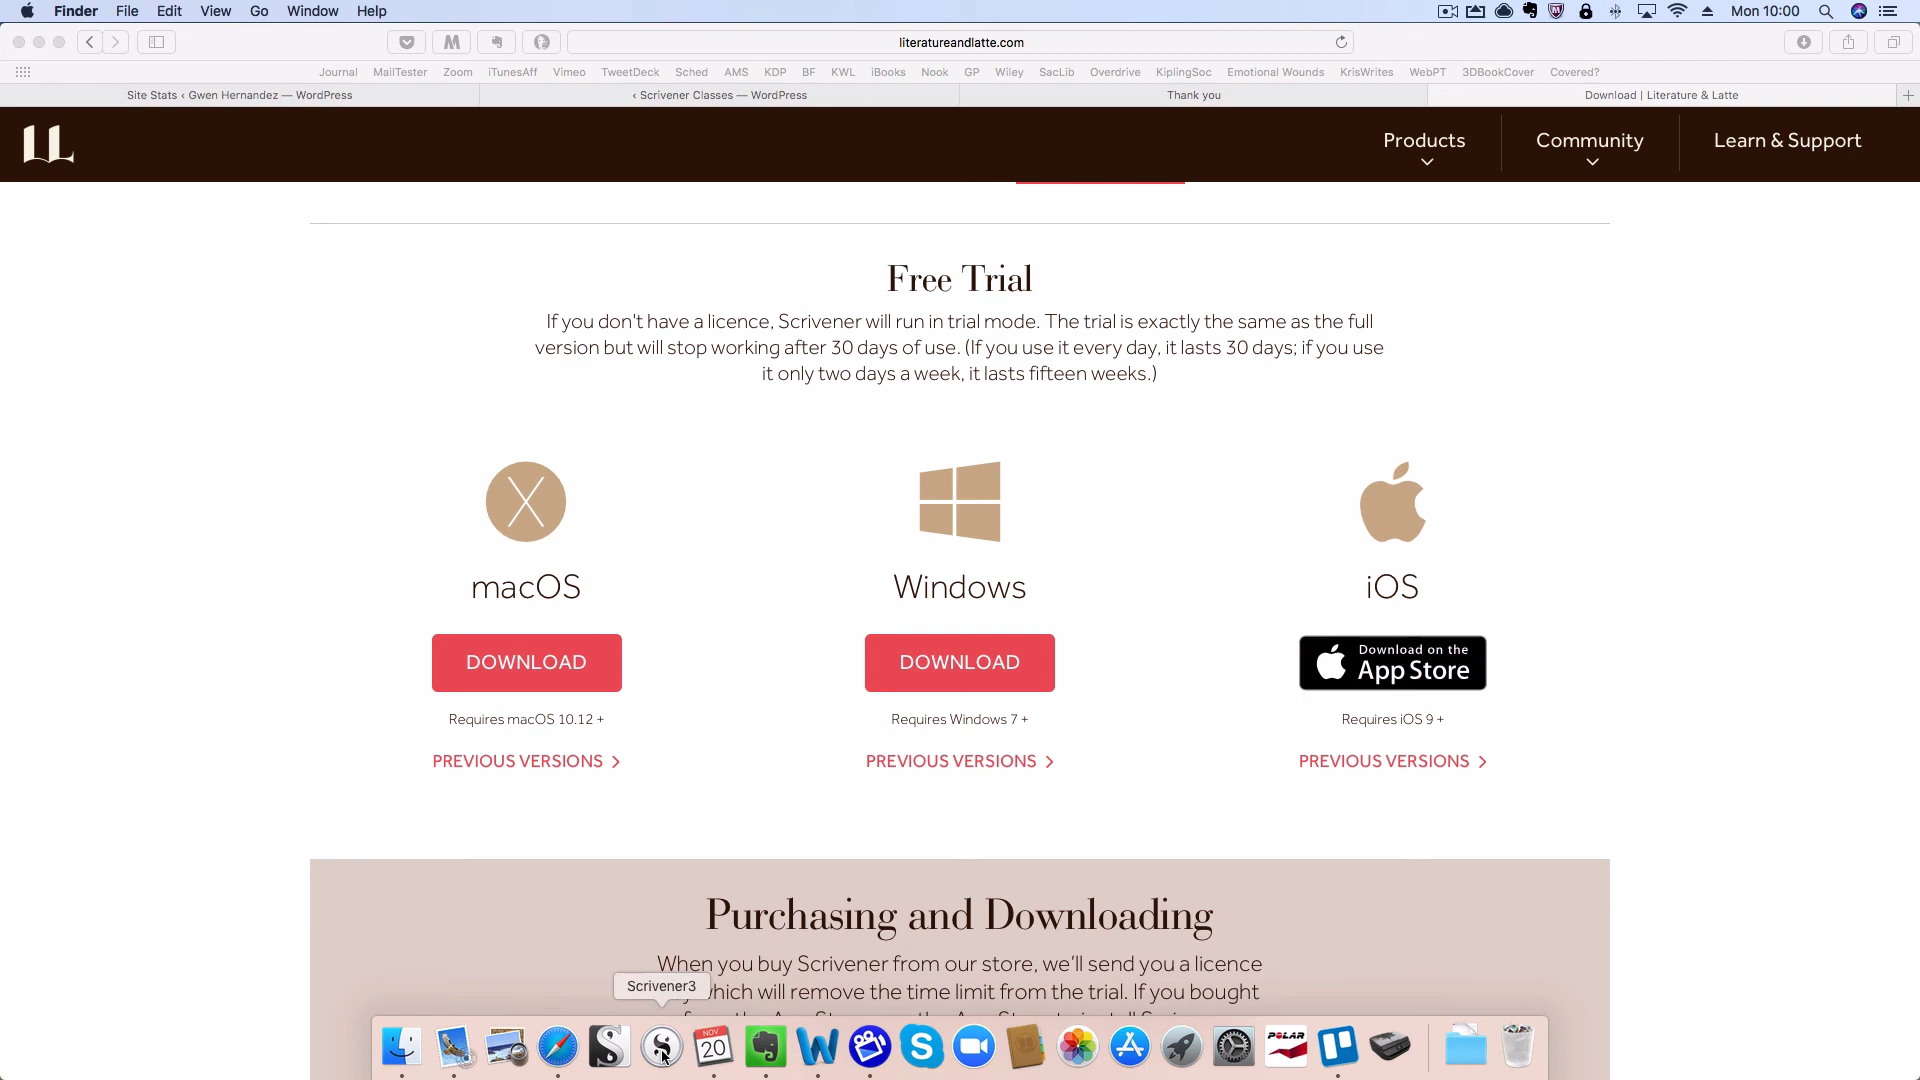 Finder File Edit View Go Window Help
Mon 10:00
literatureandlatte.com
Journal MailTester Zoom iTunesAff Vimeo TweetDeck Sched AMS KDP BF KWL iBooks Nook GP Wiley SacLib Overdrive KiplingSoc Emotional Wounds KrisWrites WebPT 3DBookCover Covered?
Site Stats ‹ Gwen Hernandez — WordPress
‹ Scrivener Classes — WordPress
Thank you
Download | Literature & Latte
Products
Community
Learn & Support
Free Trial
If you don't have a licence, Scrivener will run in trial mode. The trial is exactly the same as the full
version but will stop working after 30 days of use. (If you use it every day, it lasts 30 days; if you use
it only two days a week, it lasts fifteen weeks.)
macOS
Windows
iOS
DOWNLOAD
DOWNLOAD
Download on the
App Store
Requires macOS 10.12 +
Requires Windows 7 +
Requires iOS 9 +
PREVIOUS VERSIONS
PREVIOUS VERSIONS
PREVIOUS VERSIONS
Purchasing and Downloading
When you buy Scrivener from our store, we'll send you a licence
Scrivener3
which will remove the time limit from the trial. If you bought
NOV
20
POLAR